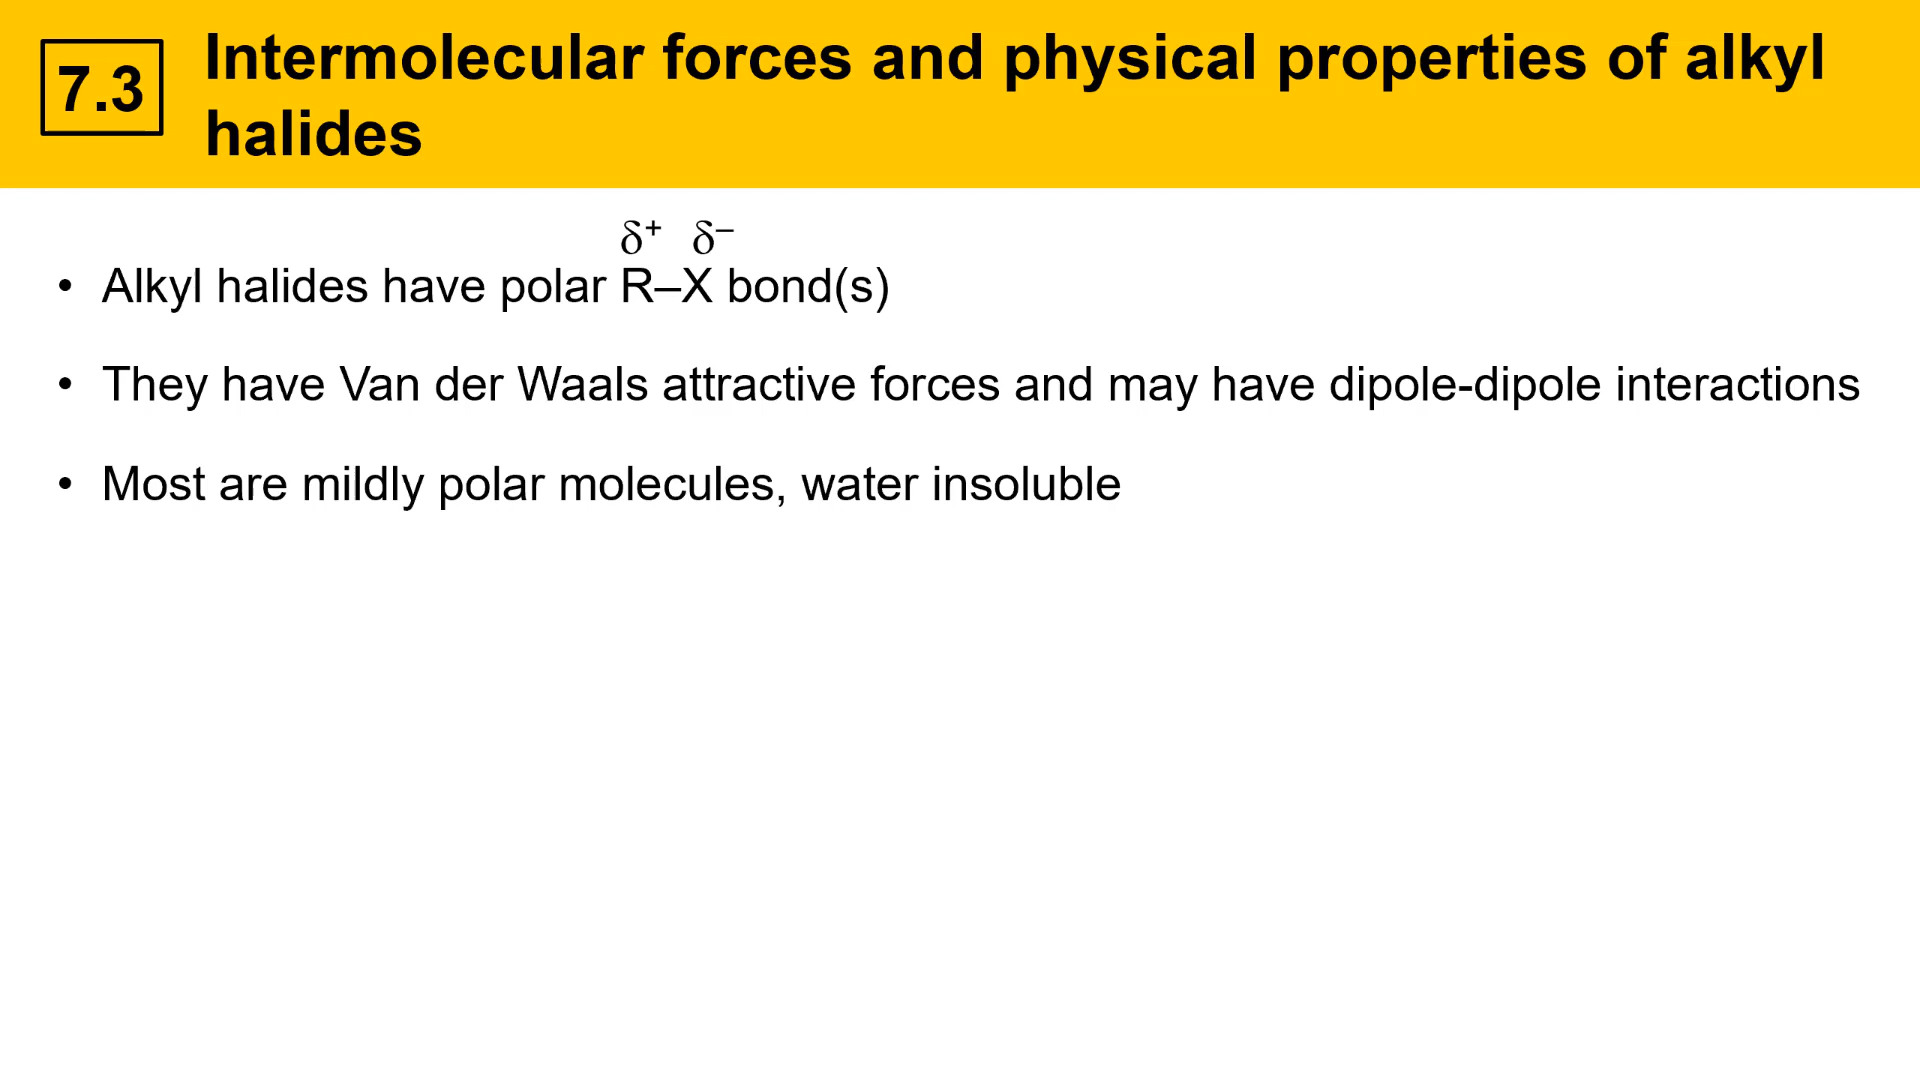 7.3
Intermolecular forces and physical properties of alkyl
halides
δ⁺ δ⁻
• Alkyl halides have polar R–X bond(s)
• They have Van der Waals attractive forces and may have dipole-dipole interactions
• Most are mildly polar molecules, water insoluble